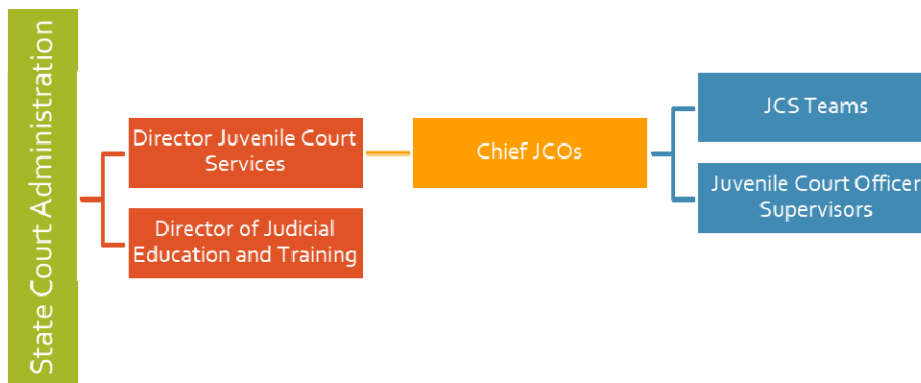 State Court Administration
Director Juvenile Court
Services
Director of Judicial
Education and Training
Chief JCOs
JCS Teams
Juvenile Court Officer
Supervisors